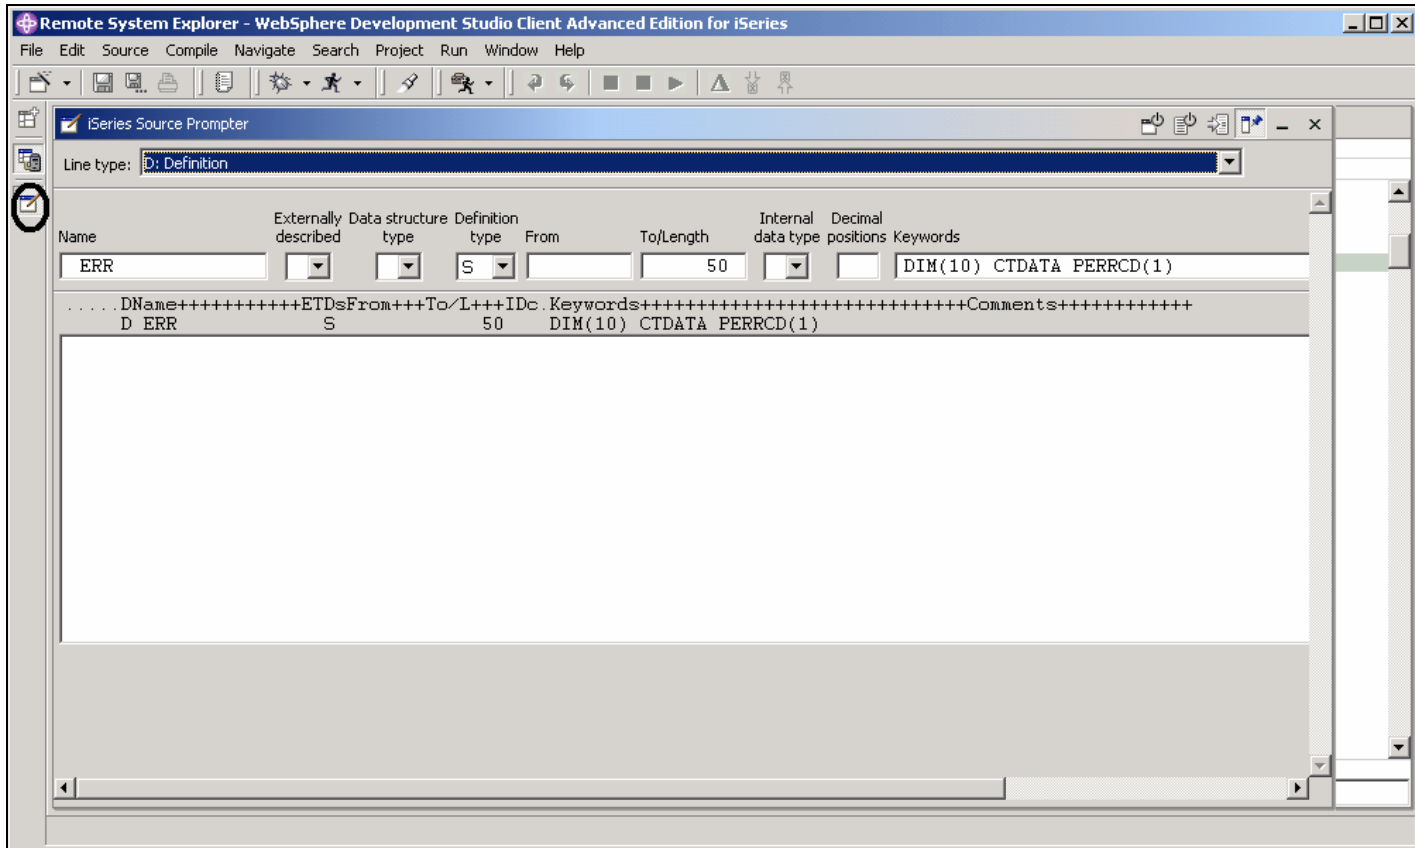 Remote System Explorer - WebSphere Development Studio Client Advanced Edition for iSeries
File Edit Source Compile Navigate Search Project Run Window Help
iSeries Source Prompter
Line type: D: Definition
Externally Data structure Definition Internal Decimal
Name described type type From To/Length data type positions Keywords
ERR S 50 DIM(10) CTDATA PERRCD(1)
.....DName+++++++++++ETDsFrom+++To/L+++IDc.Keywords+++++++++++++++++++++++++++++Comments++++++++++++
D ERR S 50 DIM(10) CTDATA PERRCD(1)